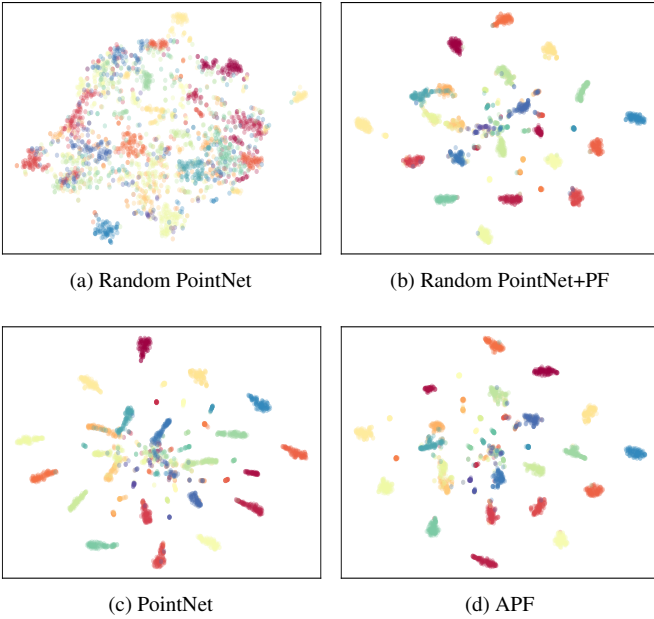 (a) Random PointNet
(b) Random PointNet+PF
(c) PointNet
(d) APF